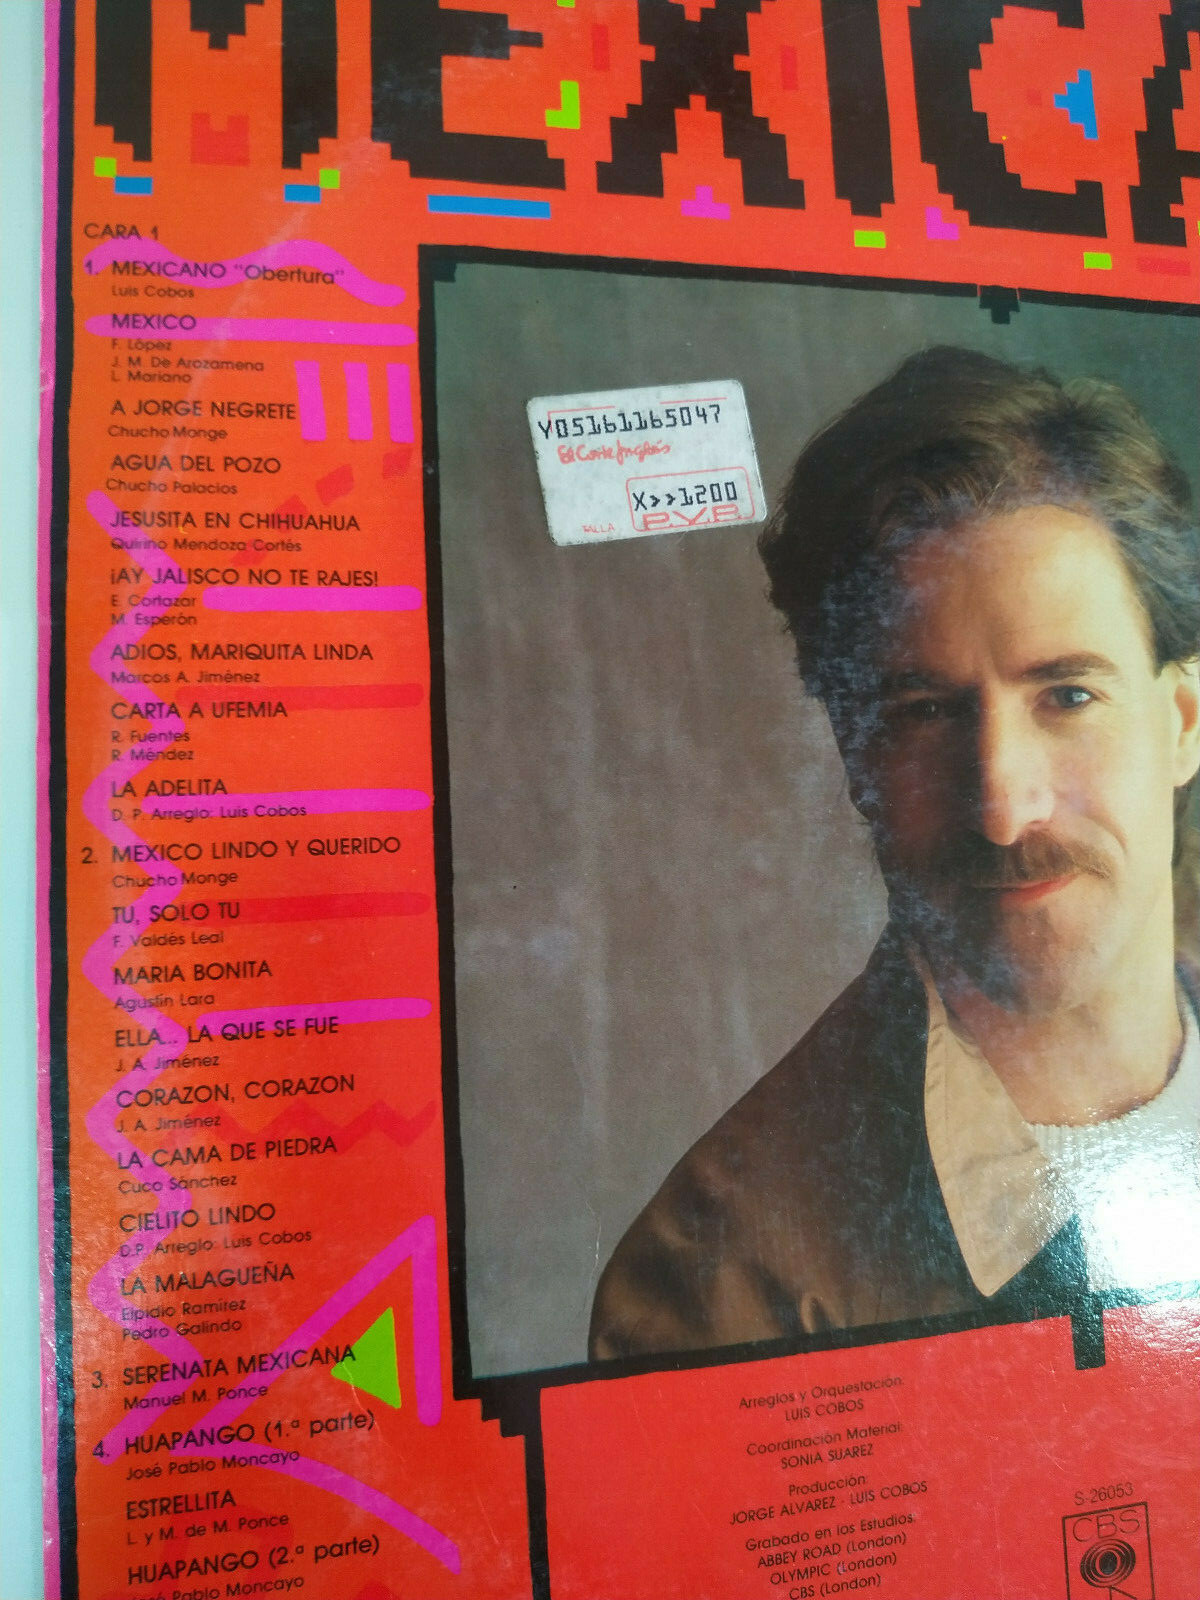 MEXICA
CARA 1
1. MEXICANO "Obertura"
Luis Cobos
MEXICO
F. López
J. M. De Arozamena
L. Mariano
A JORGE NEGRETE
Chucho Monge
AGUA DEL POZO
Chucho Palacios
JESUSITA EN CHIHUAHUA
Quirino Mendoza Cortés
¡AY JALISCO NO TE RAJES!
E. Cortazar
M. Esperón
ADIOS, MARIQUITA LINDA
Marcos A. Jiménez
CARTA A UFEMIA
R. Fuentes
R. Méndez
LA ADELITA
D. P. Arreglo: Luis Cobos
2. MEXICO LINDO Y QUERIDO
Chucho Monge
TU, SOLO TU
F. Valdés Leal
MARIA BONITA
Agustín Lara
ELLA... LA QUE SE FUE
J. A. Jiménez
CORAZON, CORAZON
J. A. Jiménez
LA CAMA DE PIEDRA
Cuco Sánchez
CIELITO LINDO
D.P. Arreglo: Luis Cobos
LA MALAGUEÑA
Elpidio Ramírez
Pedro Galindo
3. SERENATA MEXICANA
Manuel M. Ponce
4. HUAPANGO (1.ª parte)
José Pablo Moncayo
ESTRELLITA
L. y M. de M. Ponce
HUAPANGO (2.ª parte)
José Pablo Moncayo
Y05161165047
El Corte Inglés
X>>1200
TALLA P.V.P.
Arreglos y Orquestación:
LUIS COBOS
Coordinación Material:
SONIA SUAREZ
Producción:
JORGE ALVAREZ - LUIS COBOS
Grabado en los Estudios:
ABBEY ROAD (London)
OLYMPIC (London)
CBS (London)
S-26053
CBS